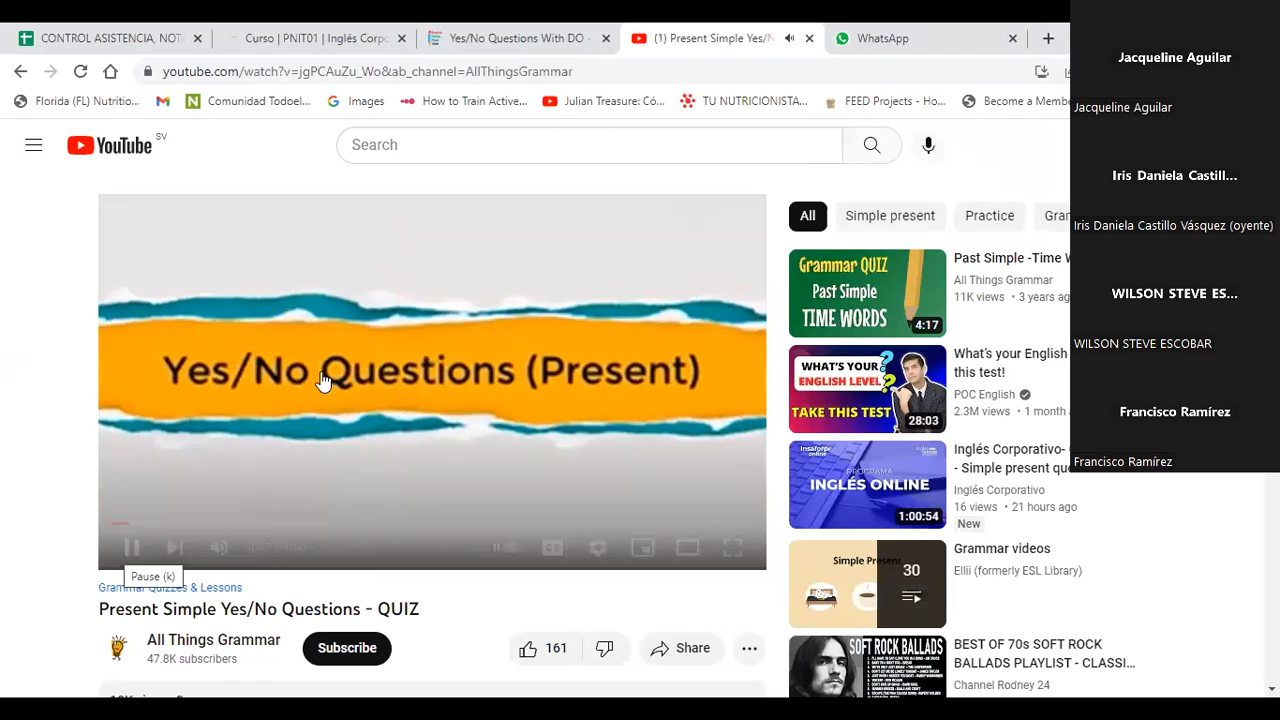 CONTROL ASISTENCIA, NOT
Curso | PNIT01 | Inglés Corpo
Yes/No Questions With DO -
(1) Present Simple Yes/N
WhatsApp
youtube.com/watch?v=jgPCAuZu_Wo&ab_channel=AllThingsGrammar
Florida (FL) Nutritio...
Comunidad Todoel...
Images
How to Train Active...
Julian Treasure: Có...
TU NUTRICIONISTA...
FEED Projects - Ho...
Become a Membe
YouTube SV
Search
Yes/No Questions (Present)
Pause (k)
Grammar Quizzes & Lessons
Present Simple Yes/No Questions - QUIZ
All Things Grammar
47.8K subscribers
Subscribe
161
Share
All
Simple present
Practice
Gran
Grammar QUIZ
Past Simple
TIME WORDS
4:17
Past Simple -Time W
All Things Grammar
11K views • 3 years ag
WHAT'S YOUR
ENGLISH LEVEL?
TAKE THIS TEST
28:03
What's your English
this test!
POC English
2.3M views • 1 month
Insaforp online
PROGRAMA
INGLÉS ONLINE
1:00:54
Inglés Corporativo-
- Simple present que
Inglés Corporativo
16 views • 21 hours ago
New
Simple Present
30
Grammar videos
Ellii (formerly ESL Library)
SOFT ROCK
BALLADS
BEST OF 70s SOFT ROCK
BALLADS PLAYLIST - CLASSI...
Channel Rodney 24
Jacqueline Aguilar
Jacqueline Aguilar
Iris Daniela Castill...
Iris Daniela Castillo Vásquez (oyente)
WILSON STEVE ES...
WILSON STEVE ESCOBAR
Francisco Ramírez
Francisco Ramírez